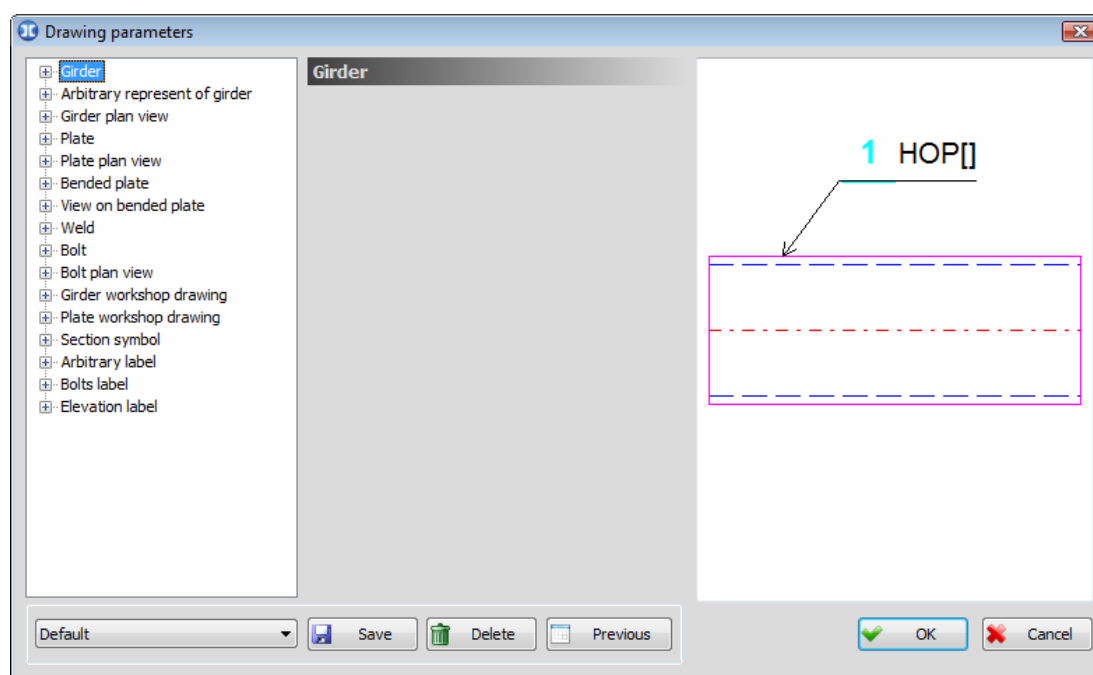 Drawing parameters
Girder
Arbitrary represent of girder
Girder plan view
Plate
Plate plan view
Bended plate
View on bended plate
Weld
Bolt
Bolt plan view
Girder workshop drawing
Plate workshop drawing
Section symbol
Arbitrary label
Bolts label
Elevation label
Girder
1 HOP[]
Default
Save
Delete
Previous
OK
Cancel